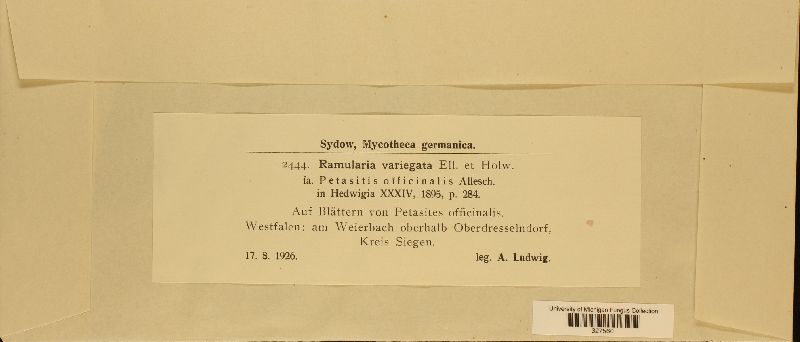 Sydow, Mycotheca germanica.
2444. Ramularia variegata Ell. et Holw.
fa. Petasitis officinalis Allesch.
in Hedwigia XXXIV, 1895, p. 284.
Auf Blättern von Petasites officinalis.
Westfalen: am Weierbach oberhalb Oberdresselndorf,
Kreis Siegen.
17. 8. 1926. leg. A. Ludwig.
University of Michigan Fungus Collection